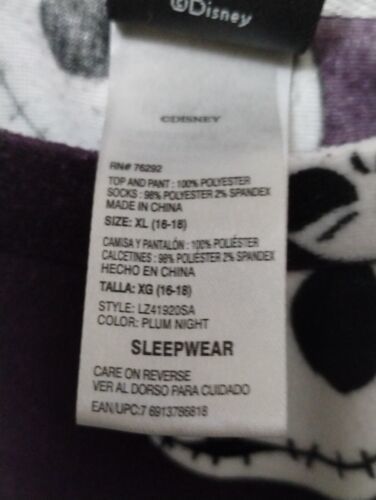 ©Disney
©DISNEY
RN# 76292
TOP AND PANT : 100% POLYESTER
SOCKS : 98% POLYESTER 2% SPANDEX
MADE IN CHINA
SIZE: XL (16-18)
CAMISA Y PANTALÓN : 100% POLIÉSTER
CALCETINES : 98% POLIÉSTER 2% SPANDEX
HECHO EN CHINA
TALLA: XG (16-18)
STYLE: LZ41920SA
COLOR: PLUM NIGHT
SLEEPWEAR
CARE ON REVERSE
VER AL DORSO PARA CUIDADO
EAN/UPC:7 6913786818